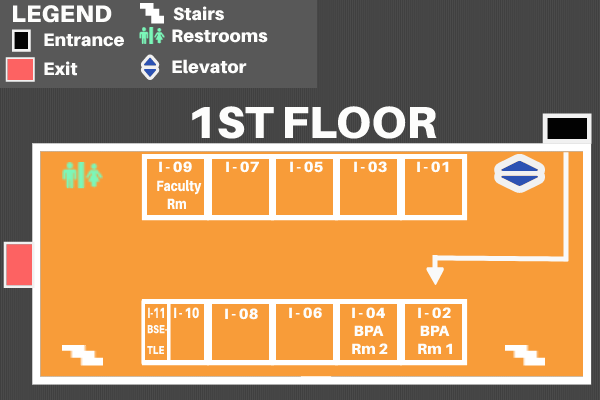 LEGEND
Entrance
Exit
Stairs
Restrooms
Elevator
1ST FLOOR
I - 09
Faculty
Rm
I - 07
I - 05
I - 03
I - 01
I-11
BSE-
TLE
I - 10
I - 08
I - 06
I - 04
BPA
Rm 2
I - 02
BPA
Rm 1